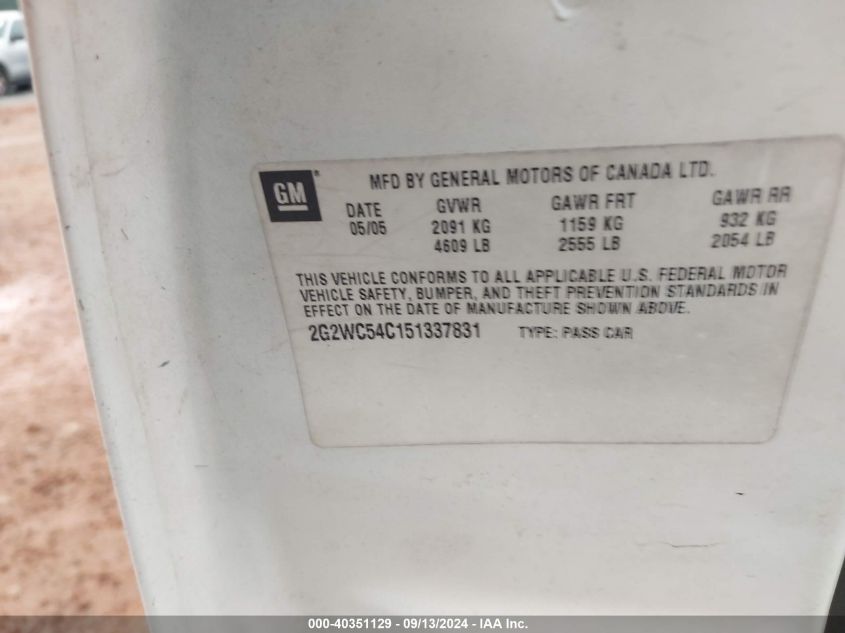 GM
®
MFD BY GENERAL MOTORS OF CANADA LTD.
DATE GVWR GAWR FRT GAWR RR
05/05 2091 KG 1159 KG 932 KG
4609 LB 2555 LB 2054 LB
THIS VEHICLE CONFORMS TO ALL APPLICABLE U.S. FEDERAL MOTOR
VEHICLE SAFETY, BUMPER, AND THEFT PREVENTION STANDARDS IN
EFFECT ON THE DATE OF MANUFACTURE SHOWN ABOVE.
2G2WC54C151337831 TYPE: PASS CAR
000-40351129 - 09/13/2024 - IAA Inc.